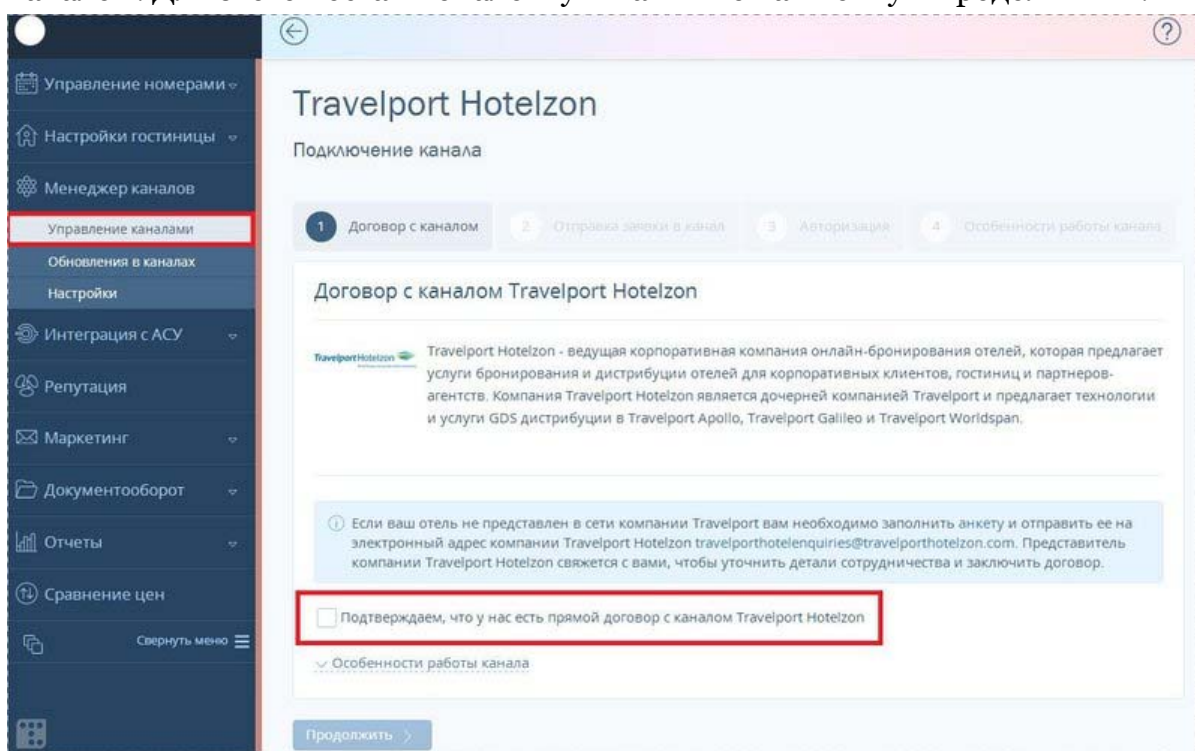 Travelport Hotelzon
Подключение канала
Управление номерами
Настройки гостиницы
Менеджер каналов
Управление каналами
Обновления в каналах
Настройки
Интеграция с АСУ
Репутация
Маркетинг
Документооборот
Отчеты
Сравнение цен
Свернуть меню
1 Договор с каналом 2 Отправка заявки в канал 3 Авторизация 4 Особенности работы канала
Договор с каналом Travelport Hotelzon
Travelport Hotelzon
Travelport Hotelzon - ведущая корпоративная компания онлайн-бронирования отелей, которая предлагает
услуги бронирования и дистрибуции отелей для корпоративных клиентов, гостиниц и партнеров-
агентств. Компания Travelport Hotelzon является дочерней компанией Travelport и предлагает технологии
и услуги GDS дистрибуции в Travelport Apollo, Travelport Galileo и Travelport Worldspan.
Если ваш отель не представлен в сети компании Travelport вам необходимо заполнить анкету и отправить ее на
электронный адрес компании Travelport Hotelzon travelporthotelenquiries@travelporthotelzon.com. Представитель
компании Travelport Hotelzon свяжется с вами, чтобы уточнить детали сотрудничества и заключить договор.
Подтверждаем, что у нас есть прямой договор с каналом Travelport Hotelzon
Особенности работы канала
Продолжить